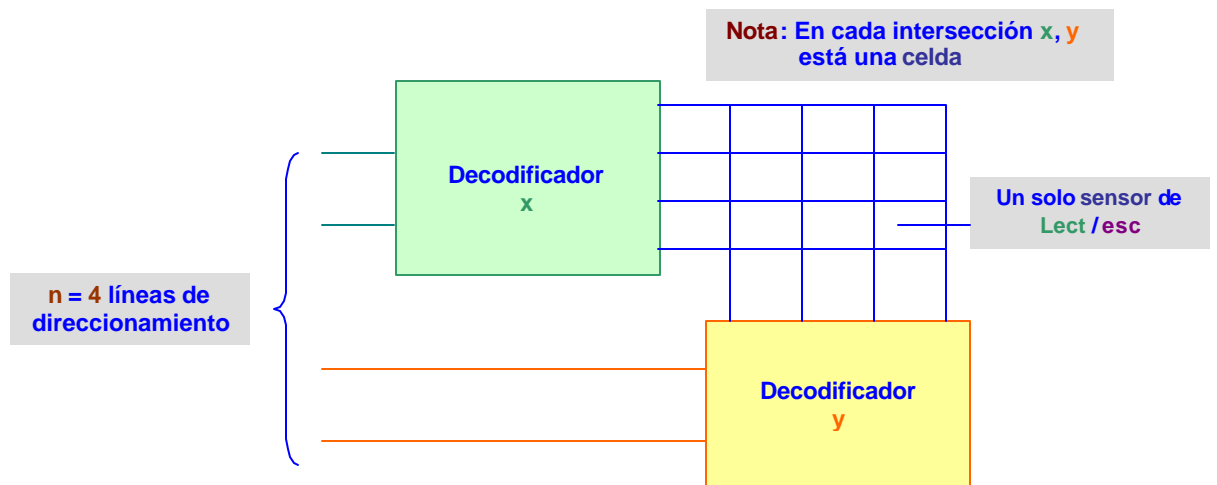 Nota: En cada intersección x, y
está una celda
Decodificador
x
Un solo sensor de
Lect / esc
n = 4 líneas de
direccionamiento
Decodificador
y